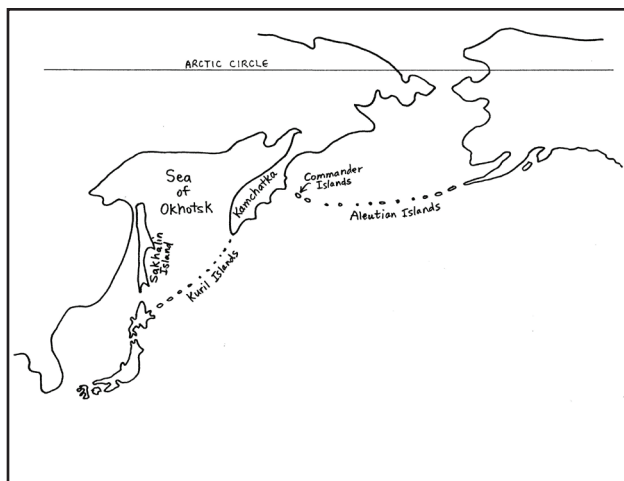 ARCTIC CIRCLE
Sea
of
Okhotsk
Kamchatka
Commander
Islands
Aleutian Islands
Sakhalin
Island
Kuril Islands